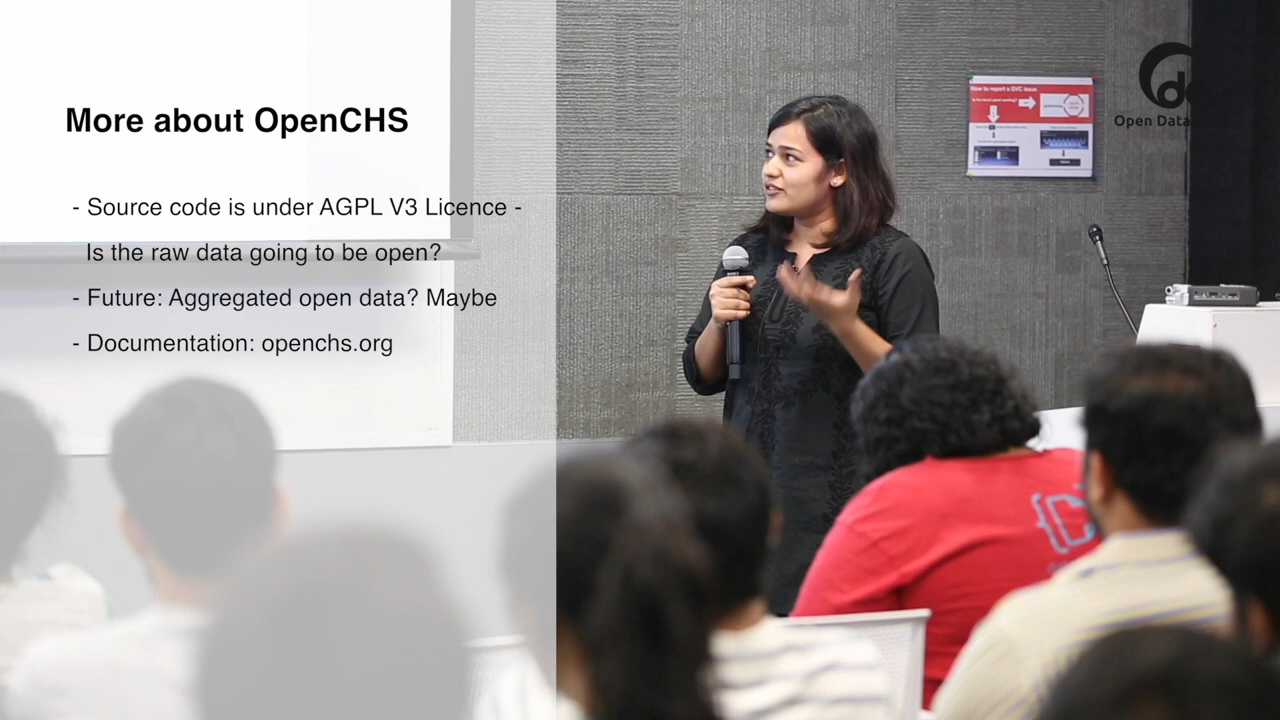 More about OpenCHS
- Source code is under AGPL V3 Licence -
Is the raw data going to be open?
- Future: Aggregated open data? Maybe
- Documentation: openchs.org
How to report a GVC issue
Open Data
{C